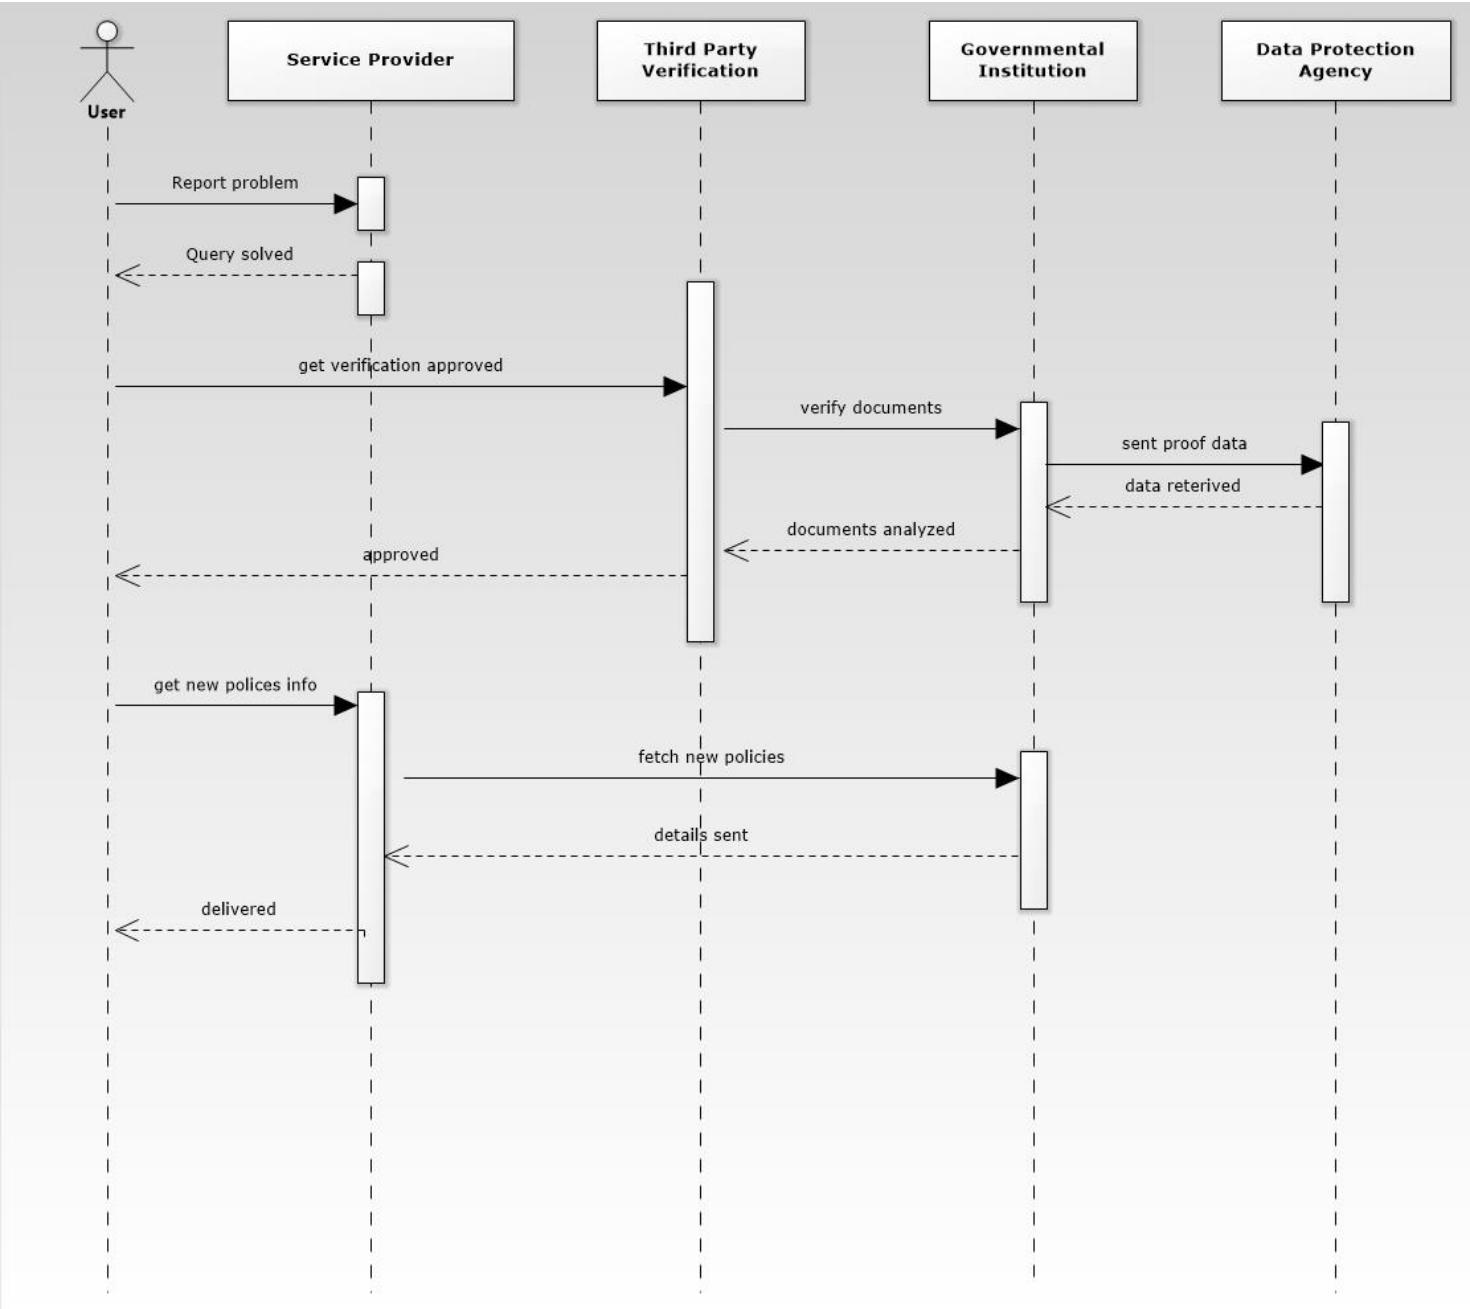 User
Service Provider
Third Party
Verification
Governmental
Institution
Data Protection
Agency
Report problem
Query solved
get verification approved
verify documents
sent proof data
data reterived
documents analyzed
approved
get new polices info
fetch new policies
details sent
delivered